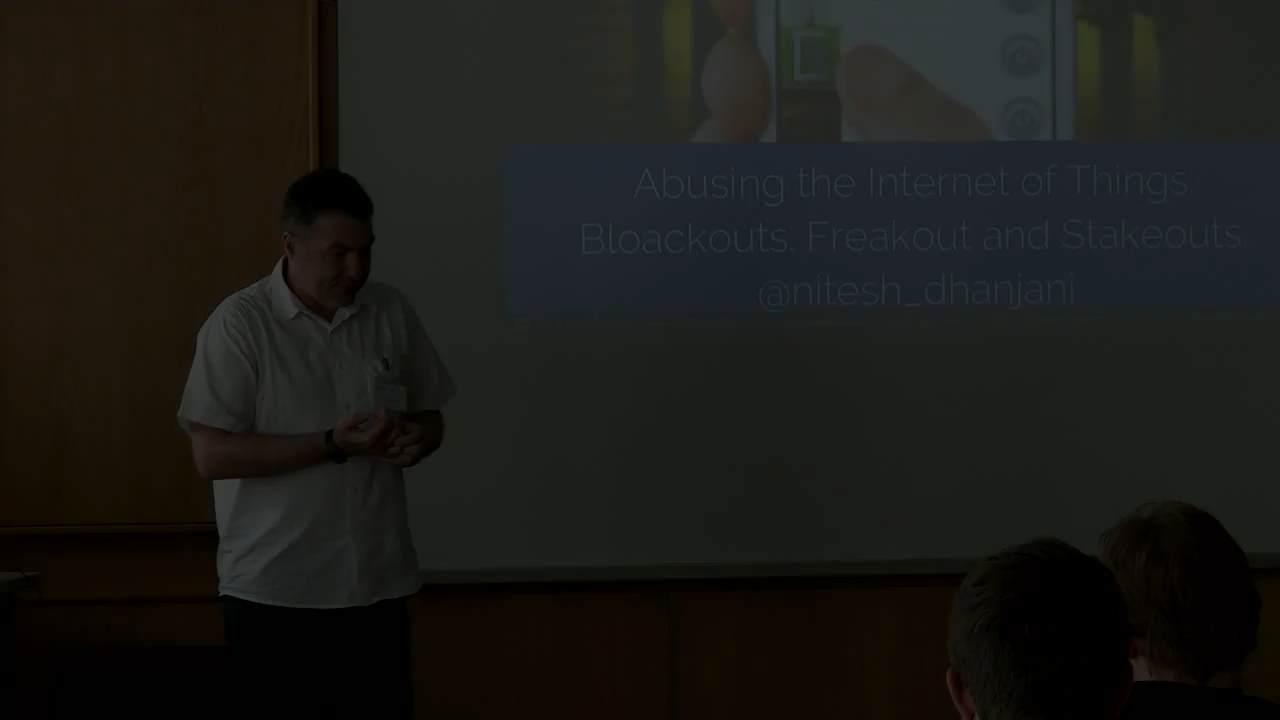 Abusing the Internet of Things
Bloackouts. Freakout and Stakeouts.
@nitesh_dhanjani